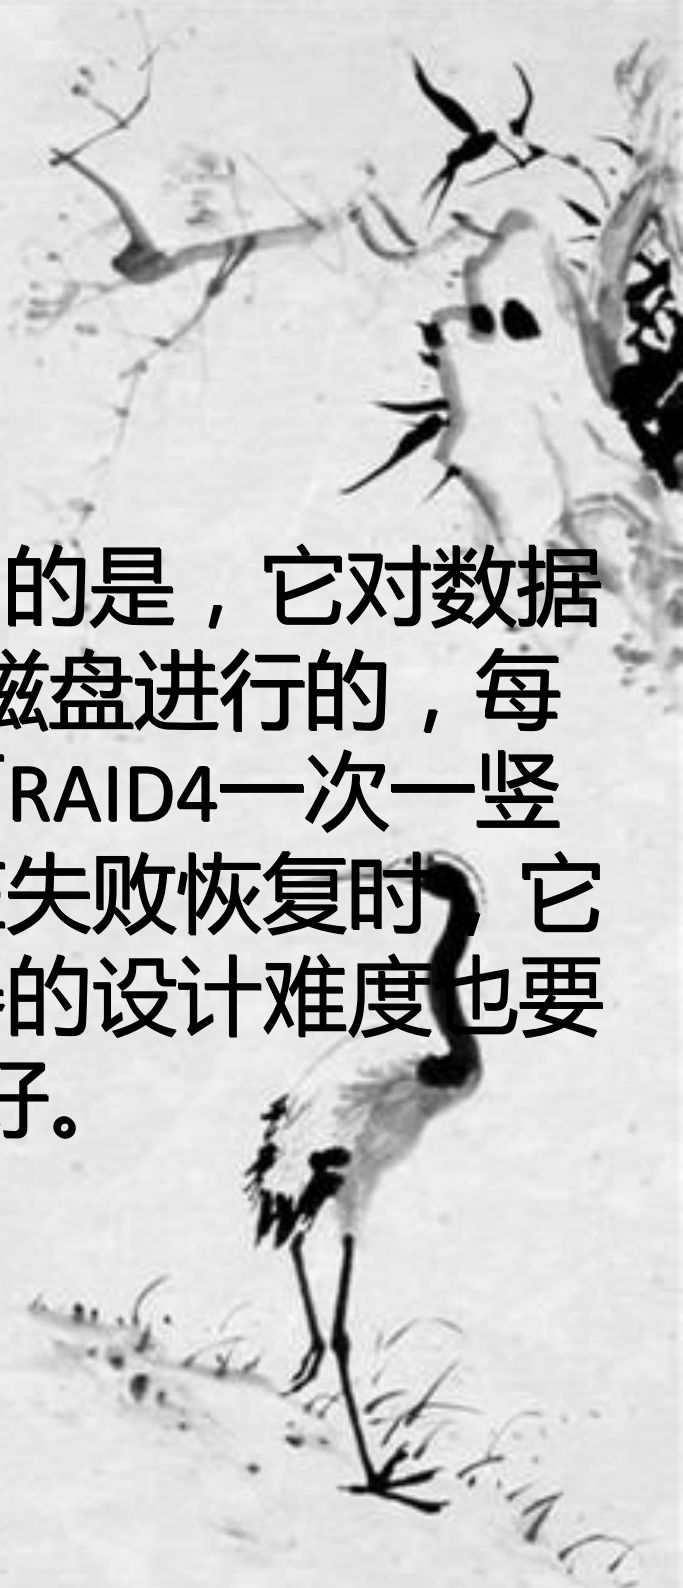 的是，它对数据
磁盘进行的，每
RAID4一次一竖
失败恢复时，它
的设计难度也要
好。